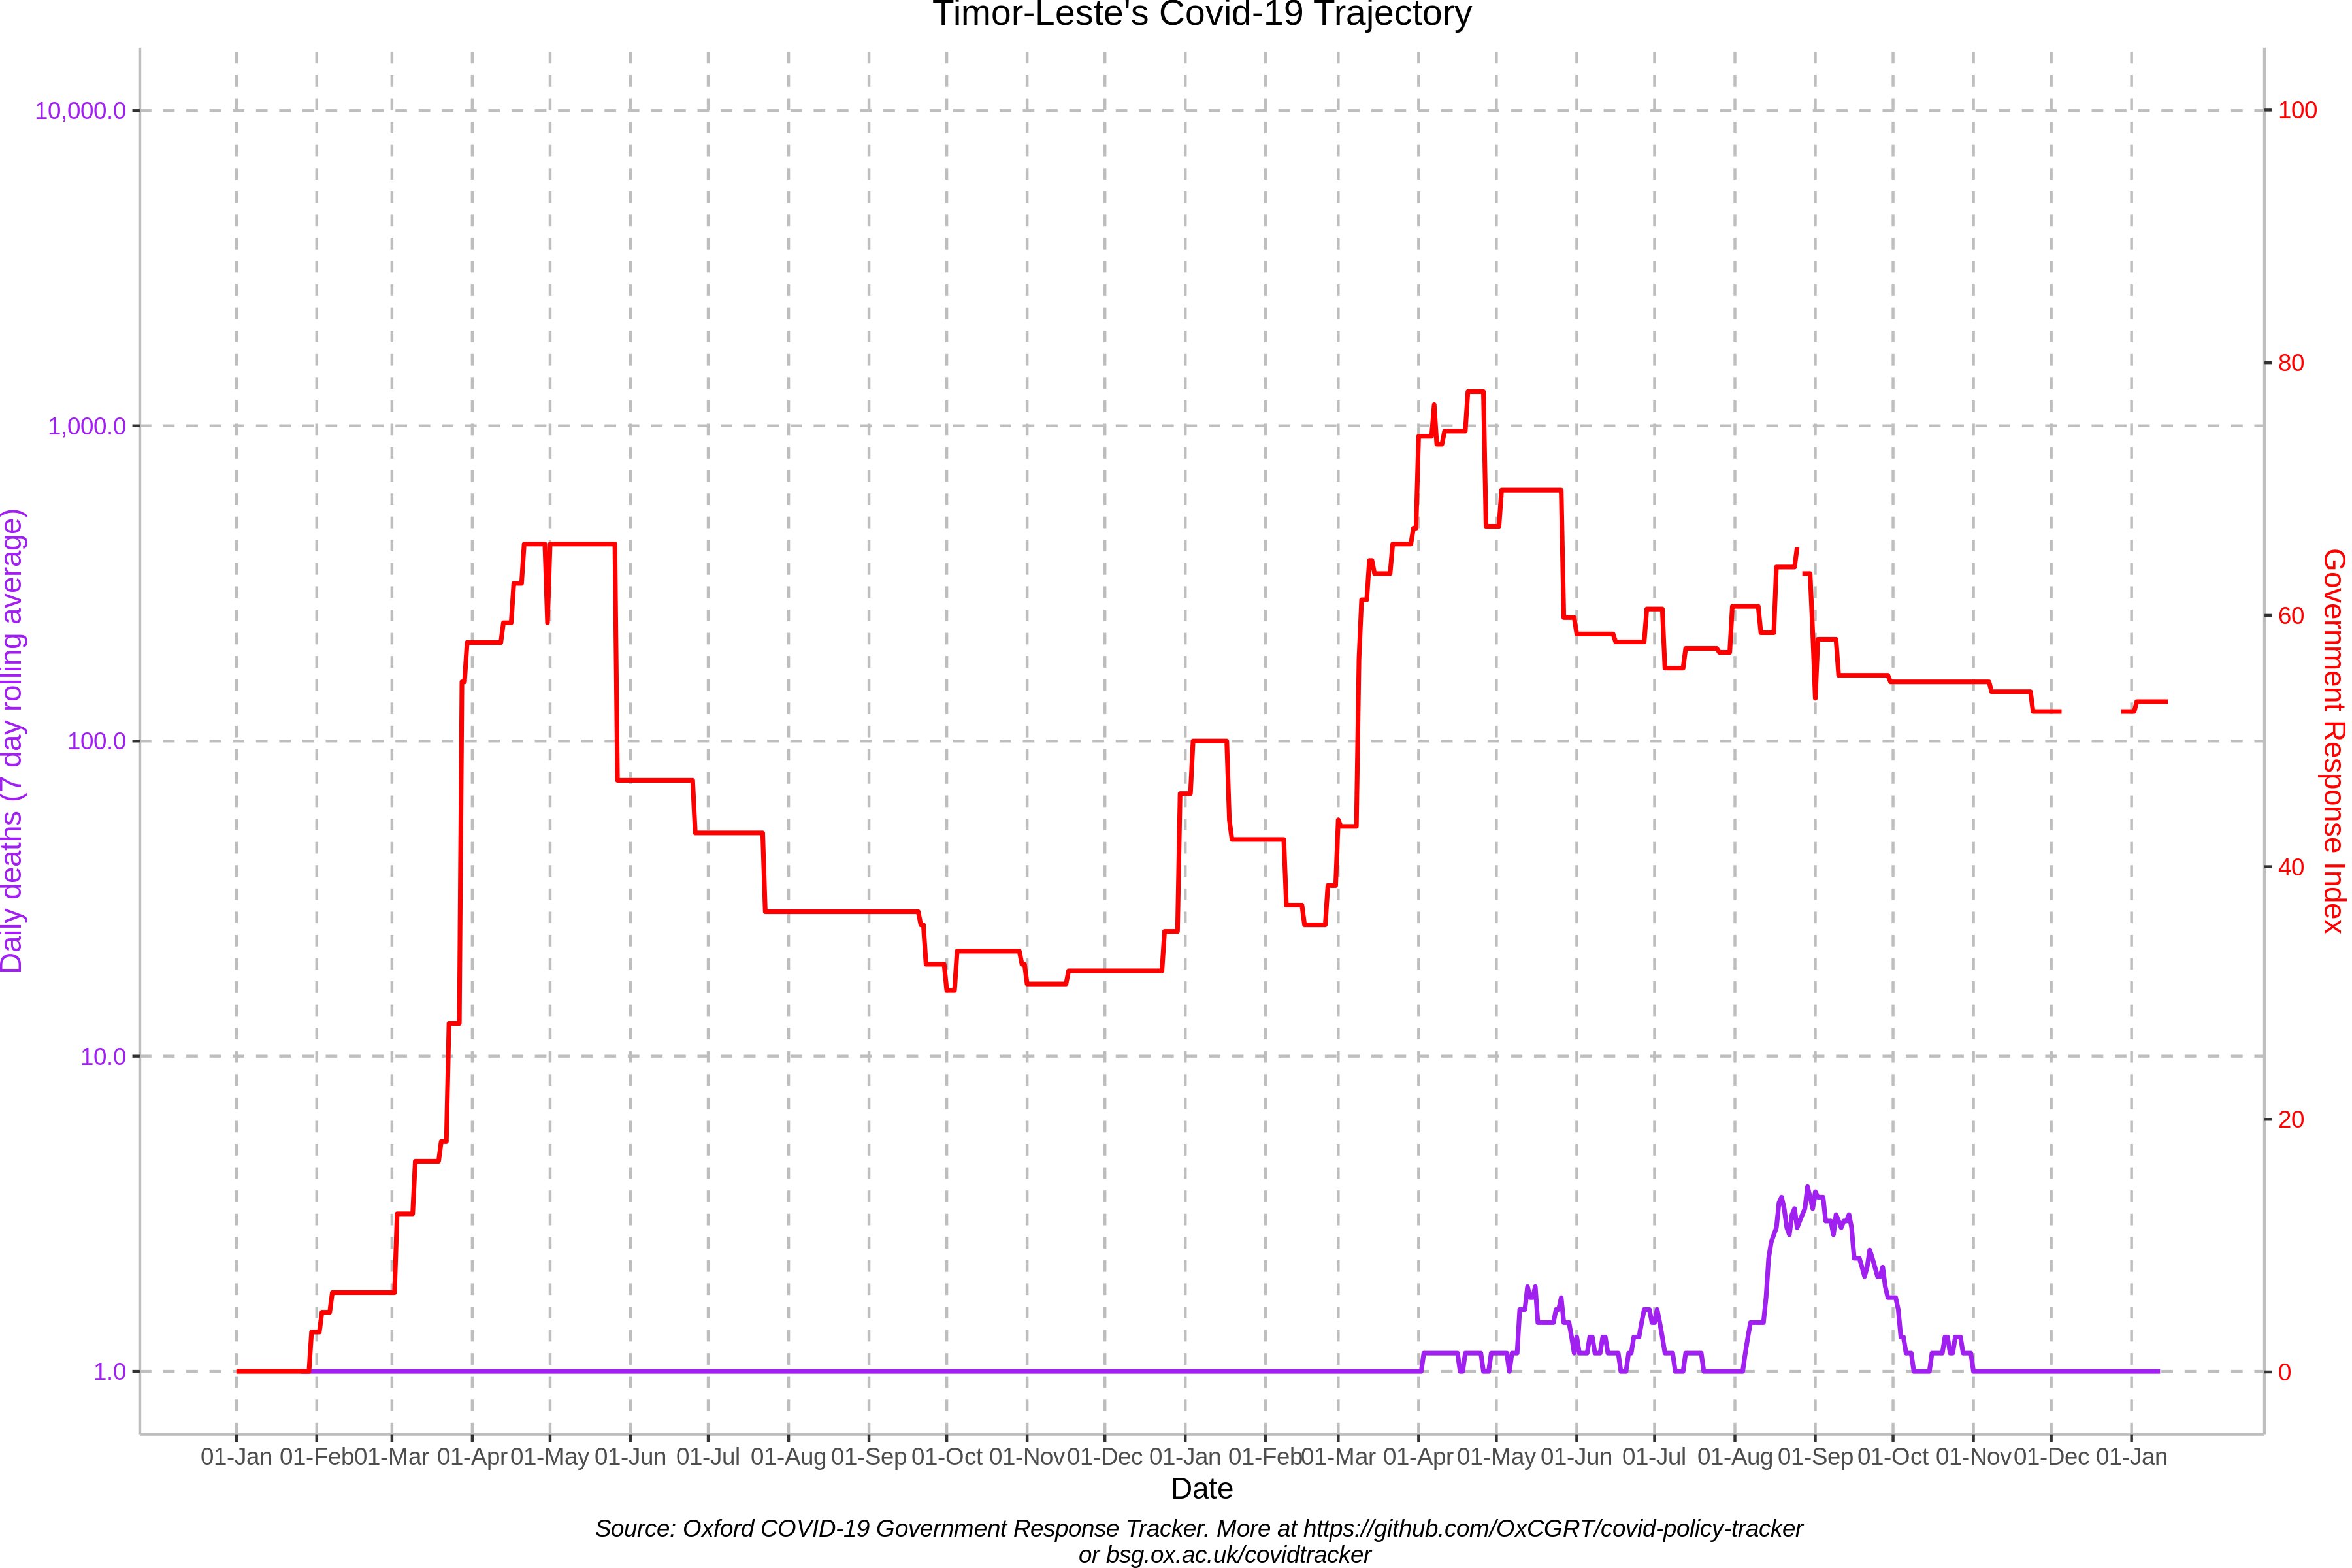 Timor-Leste's Covid-19 Trajectory
10,000.0
1,000.0
100.0
10.0
1.0
Daily deaths (7 day rolling average)
100
80
60
40
20
0
Government Response Index
01-Jan 01-Feb 01-Mar 01-Apr 01-May 01-Jun 01-Jul 01-Aug 01-Sep 01-Oct 01-Nov 01-Dec 01-Jan 01-Feb 01-Mar 01-Apr 01-May 01-Jun 01-Jul 01-Aug 01-Sep 01-Oct 01-Nov 01-Dec 01-Jan
Date
Source: Oxford COVID-19 Government Response Tracker. More at https://github.com/OxCGRT/covid-policy-tracker
or bsg.ox.ac.uk/covidtracker